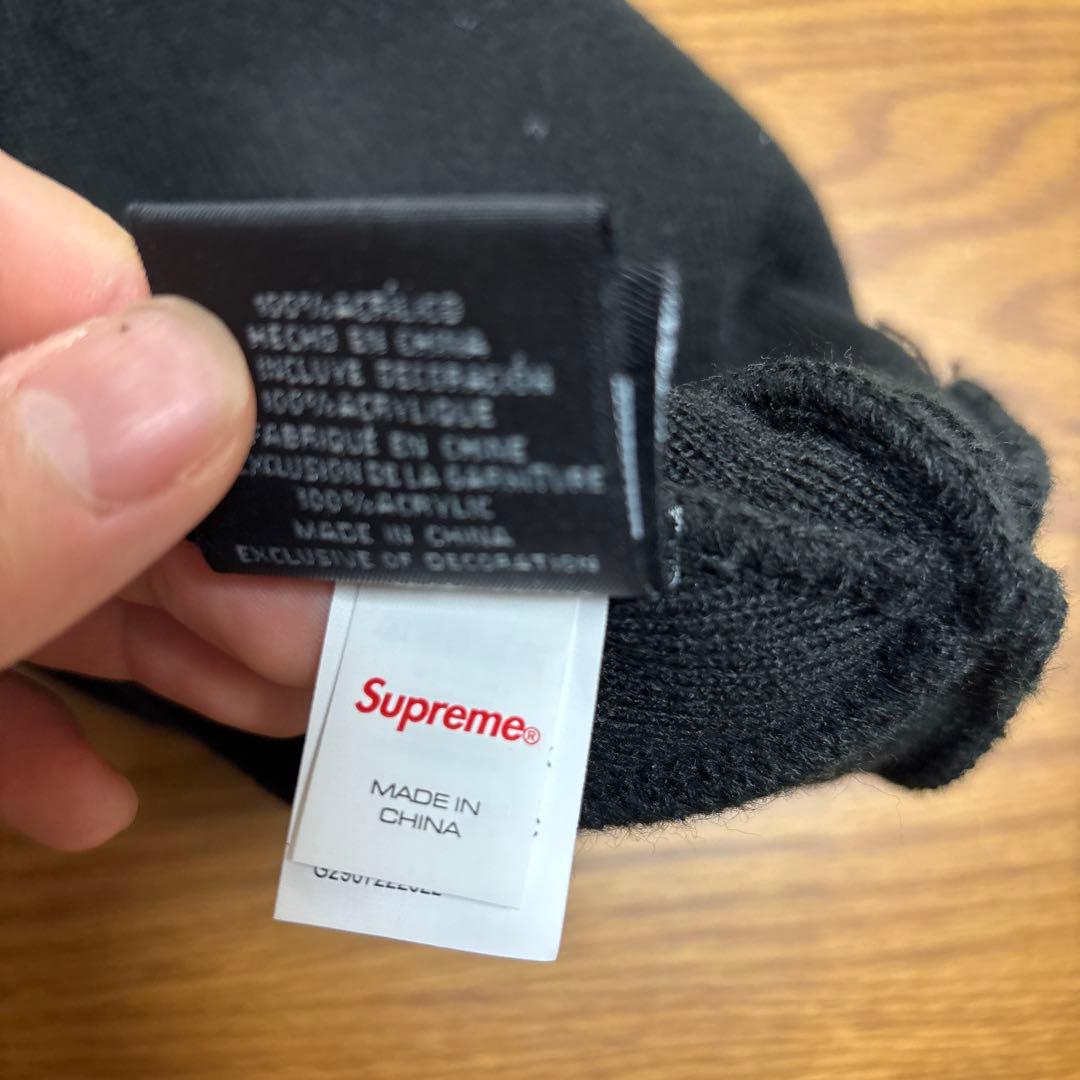 100% ACRÍLICO
HECHO EN CHINA
INCLUYE DECORACIÓN
100% ACRYLIQUE
FABRIQUÉ EN CHINE
EXCLUSION DE LA GARNITURE
100% ACRYLIC
MADE IN CHINA
EXCLUSIVE OF DECORATION
Supreme®
MADE IN
CHINA